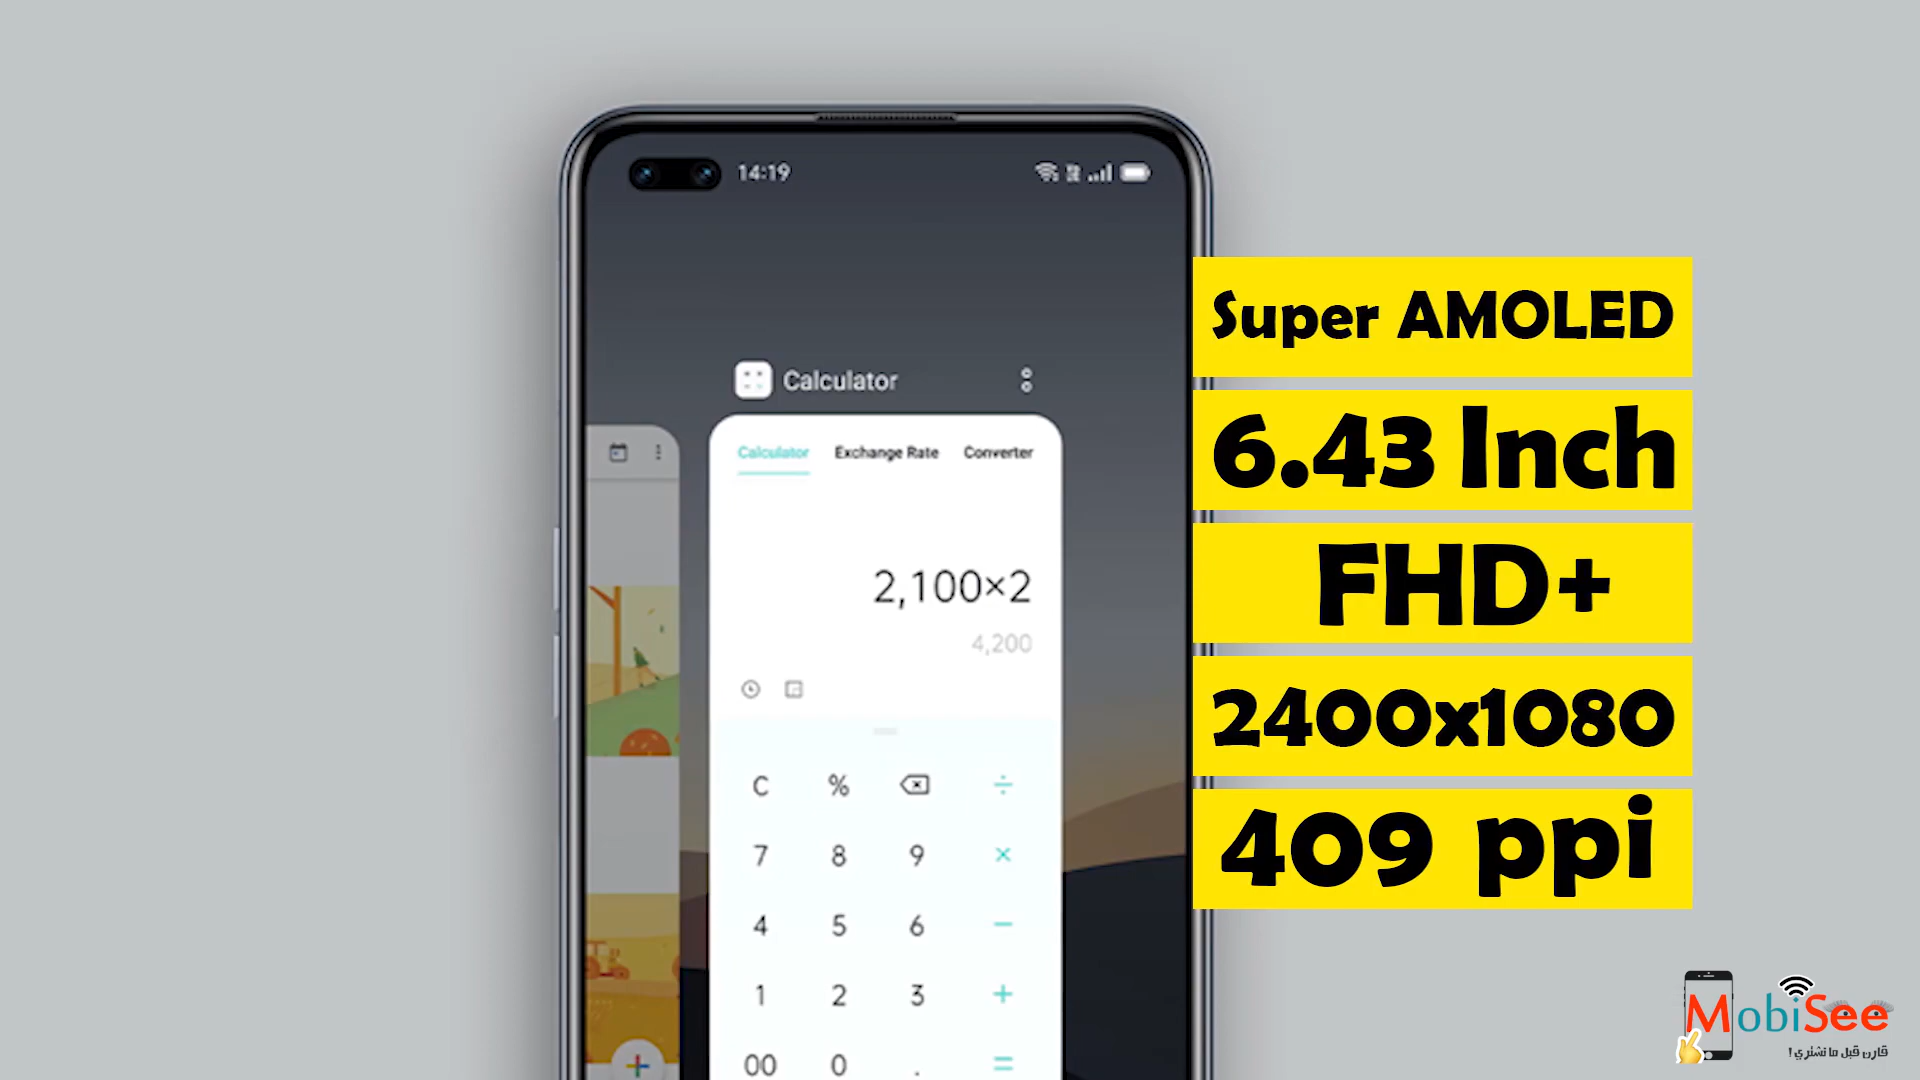 14:19
Calculator
Calculator Exchange Rate Converter
2,100×2
4,200
C % ÷
7 8 9 ×
4 5 6 −
1 2 3 +
00 0 . =
Super AMOLED
6.43 Inch
FHD+
2400x1080
409 ppi
MobiSee
قارن قبل ما تشتري !